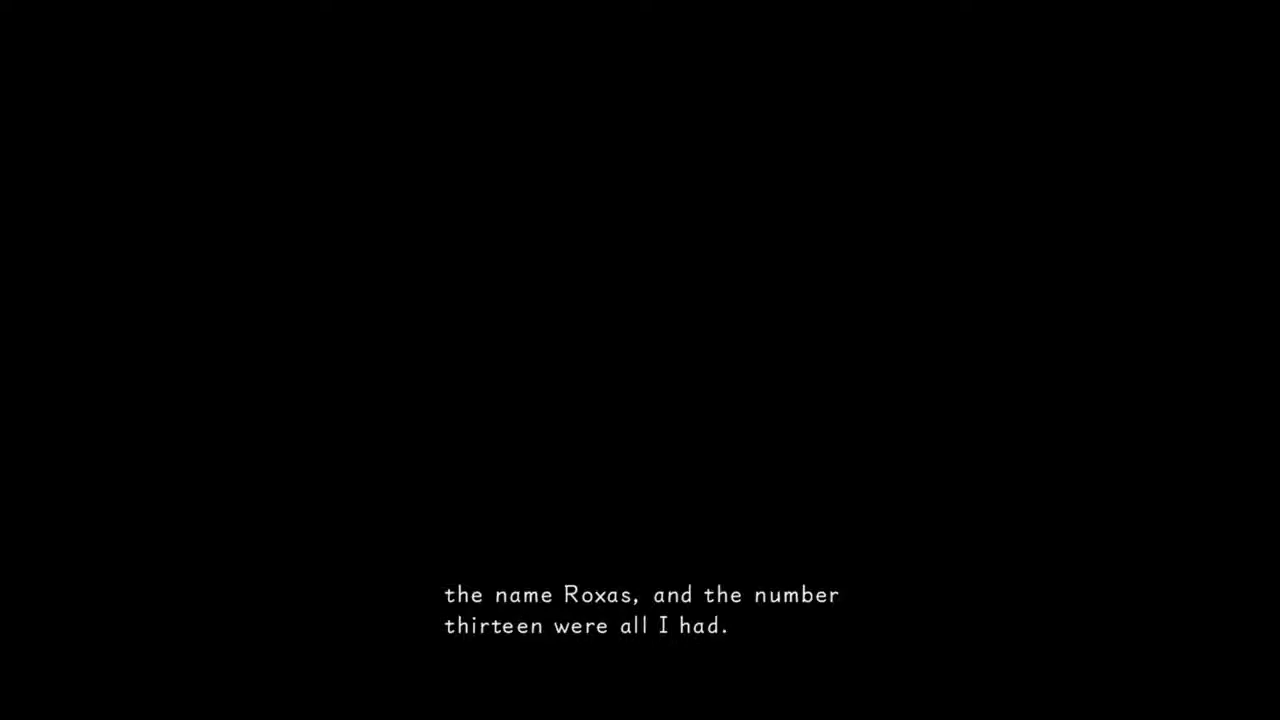 the name Roxas, and the number
thirteen were all I had.